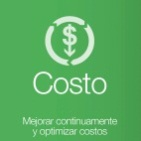 Costo
Mejorar continuamente
y optimizar costos